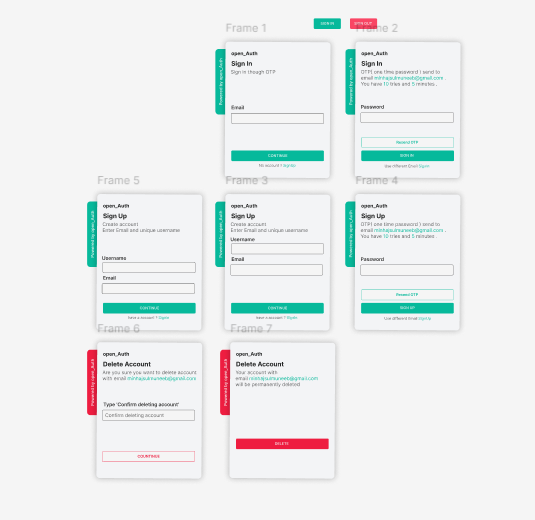 Frame 1
SIGN IN
SIGN OUT
Frame 2
Powered by open_Auth
open_Auth
Sign In
Sign In though OTP
Email
CONTINUE
No account ? SignUp
Powered by open_Auth
open_Auth
Sign In
OTP( one time password ) send to
email minhajsulmuneeb@gmail.com .
You have 10 tries and 5 minutes..
Password
Resend OTP
SIGN IN
Use different Email SignIn
Frame 5
Powered by open_Auth
open_Auth
Sign Up
Create account
Enter Email and unique username
Username
Email
CONTINUE
have a account ? SignIn
Frame 3
Powered by open_Auth
open_Auth
Sign Up
Create account
Enter Email and unique username
Username
Email
CONTINUE
have a account ? SignIn
Frame 4
Powered by open_Auth
open_Auth
Sign Up
OTP( one time password ) send to
email minhajsulmuneeb@gmail.com .
You have 10 tries and 5 minutes..
Password
Resend OTP
SIGN UP
Use different Email SignUp
Frame 6
Powered by open_Auth
open_Auth
Delete Account
Are you sure you want to delete account
with email minhajsulmuneeb@gmail.com
Type 'Confirm deleting account'
Confirm deleting account
COUNTINUE
Frame 7
Powered by open_Auth
open_Auth
Delete Account
Your account with
email minhajsulmuneeb@gmail.com
will be permanently deleted
DELETE